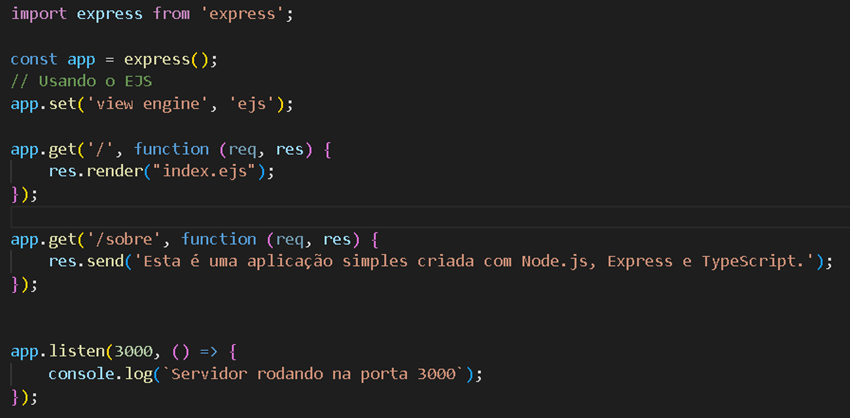 import express from 'express';
const app = express();
// Usando o EJS
app.set('view engine', 'ejs');
app.get('/', function (req, res) {
    res.render("index.ejs");
});
app.get('/sobre', function (req, res) {
    res.send('Esta é uma aplicação simples criada com Node.js, Express e TypeScript.');
});
app.listen(3000, () => {
    console.log(`Servidor rodando na porta 3000`);
});